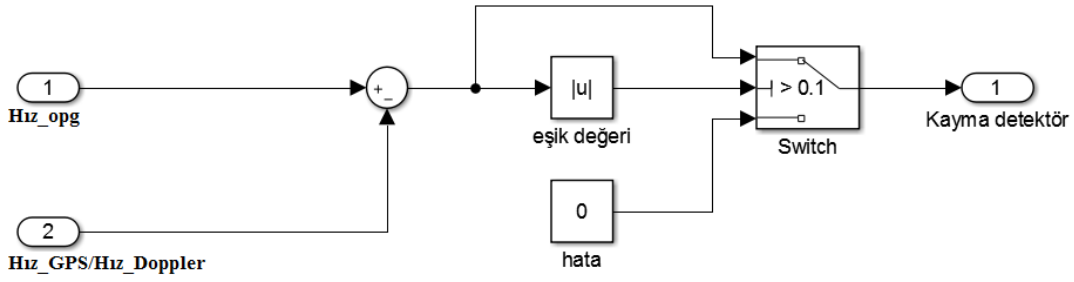 1
Hız_opg
2
Hız_GPS/Hız_Doppler
+
-
|u|
eşik değeri
0
hata
> 0.1
Switch
1
Kayma detektör